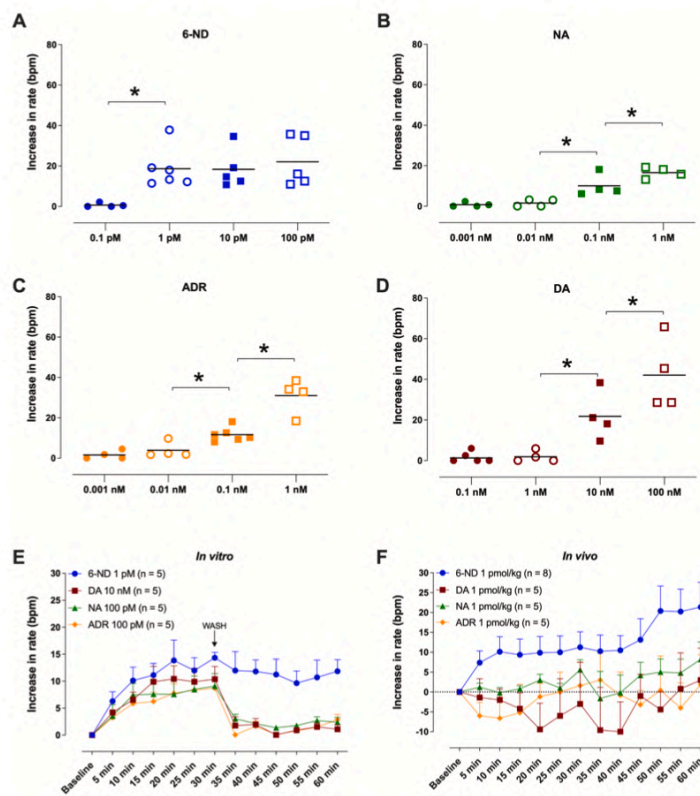 A
6-ND
Increase in rate (bpm)
80
60
40
20
0
*
0.1 pM
1 pM
10 pM
100 pM
B
NA
Increase in rate (bpm)
80
60
40
20
0
*
*
0.001 nM
0.01 nM
0.1 nM
1 nM
C
ADR
Increase in rate (bpm)
80
60
40
20
0
*
*
0.001 nM
0.01 nM
0.1 nM
1 nM
D
DA
Increase in rate (bpm)
80
60
40
20
0
*
*
0.1 nM
1 nM
10 nM
100 nM
E
In vitro
Increase in rate (bpm)
30
25
20
15
10
5
0
6-ND 1 pM (n = 5)
DA 10 nM (n = 5)
NA 100 pM (n = 5)
ADR 100 pM (n = 5)
WASH
Baseline
5 min
10 min
15 min
20 min
25 min
30 min
35 min
40 min
45 min
50 min
55 min
60 min
F
In vivo
Increase in rate (bpm)
30
25
20
15
10
5
0
-5
-10
6-ND 1 pmol/kg (n = 8)
DA 1 pmol/kg (n = 5)
NA 1 pmol/kg (n = 5)
ADR 1 pmol/kg (n = 5)
Baseline
5 min
10 min
15 min
20 min
25 min
30 min
35 min
40 min
45 min
50 min
55 min
60 min